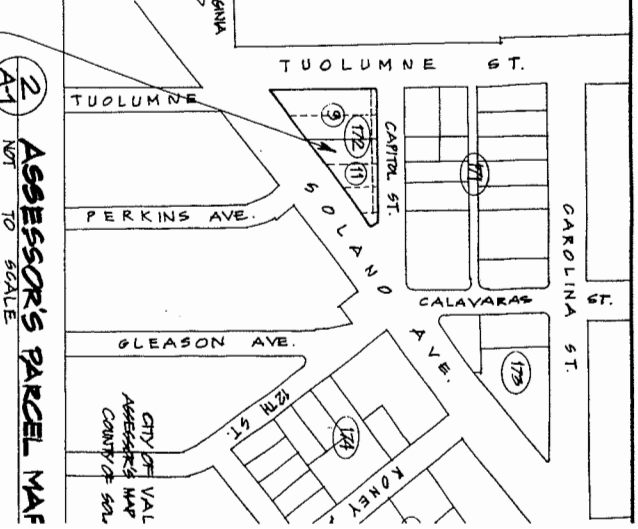 GINIA
TUOLUMNE ST.
TUOLUMNE
9
172
11
CAPITOL ST.
171
CAROLINA ST.
SOLANO AVE.
PERKINS AVE.
CALAVARAS
GLEASON AVE.
173
12TH ST.
174
KONEY
CITY OF VAL
ASSESSOR'S MAP
COUNTY OF SOL
2
A-1
ASSESSOR'S PARCEL MAP
NOT TO SCALE